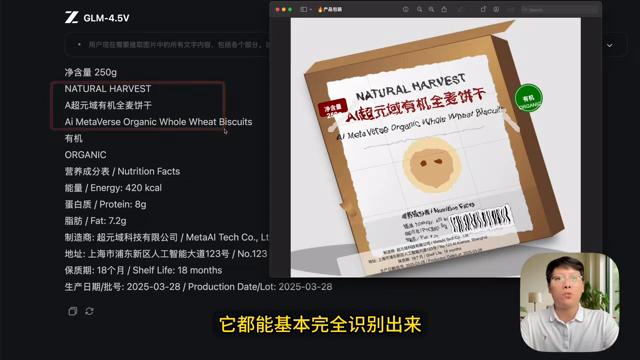 GLM-4.5V
用户现在需要提取图片中的所有文字内容，包括各个部分。
净含量 250g
NATURAL HARVEST
A超元域有机全麦饼干
Ai MetaVerse Organic Whole Wheat Biscuits
有机
ORGANIC
营养成分表 / Nutrition Facts
能量 / Energy: 420 kcal
蛋白质 / Protein: 8g
脂肪 / Fat: 7.2g
制造商: 超元域科技有限公司 / MetaAI Tech Co., Lt
地址: 上海市浦东新区人工智能大道123号 / No.123
保质期: 18个月 / Shelf Life: 18 months
生产日期/批号: 2025-03-28 / Production Date/Lot: 2025-03-28
产品包装
Search
净含量
250g
NATURAL HARVEST
AI超元域有机全麦饼干
Ai MetaVerse Organic Whole Wheat Biscuits
有机
ORGANIC
营养成分表 / Nutrition Facts
它都能基本完全识别出来